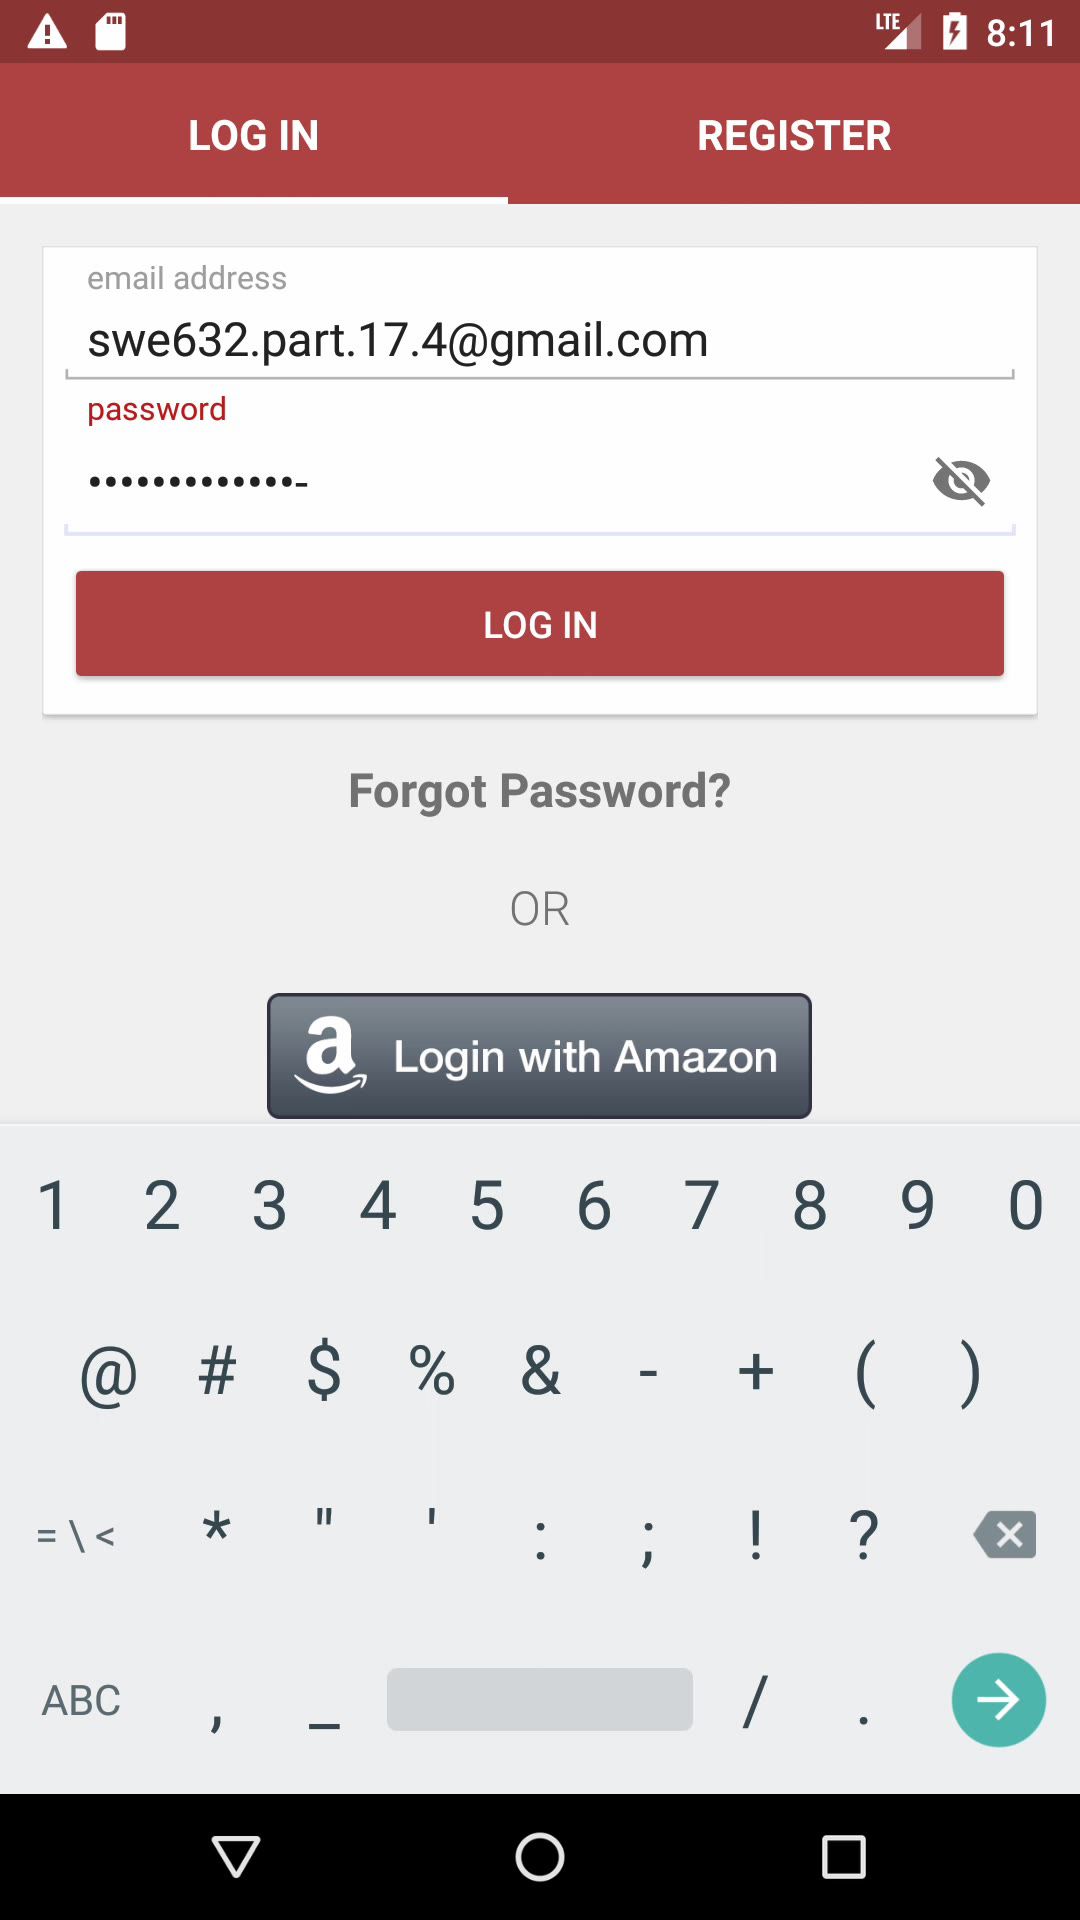 LTE 8:11
LOG IN REGISTER
email address
swe632.part.17.4@gmail.com
password
•••••••••••••-
LOG IN
Forgot Password?
OR
a Login with Amazon
1 2 3 4 5 6 7 8 9 0
@ # $ % & - + ( )
= \ < * " ' : ; ! ?
ABC , _ / .